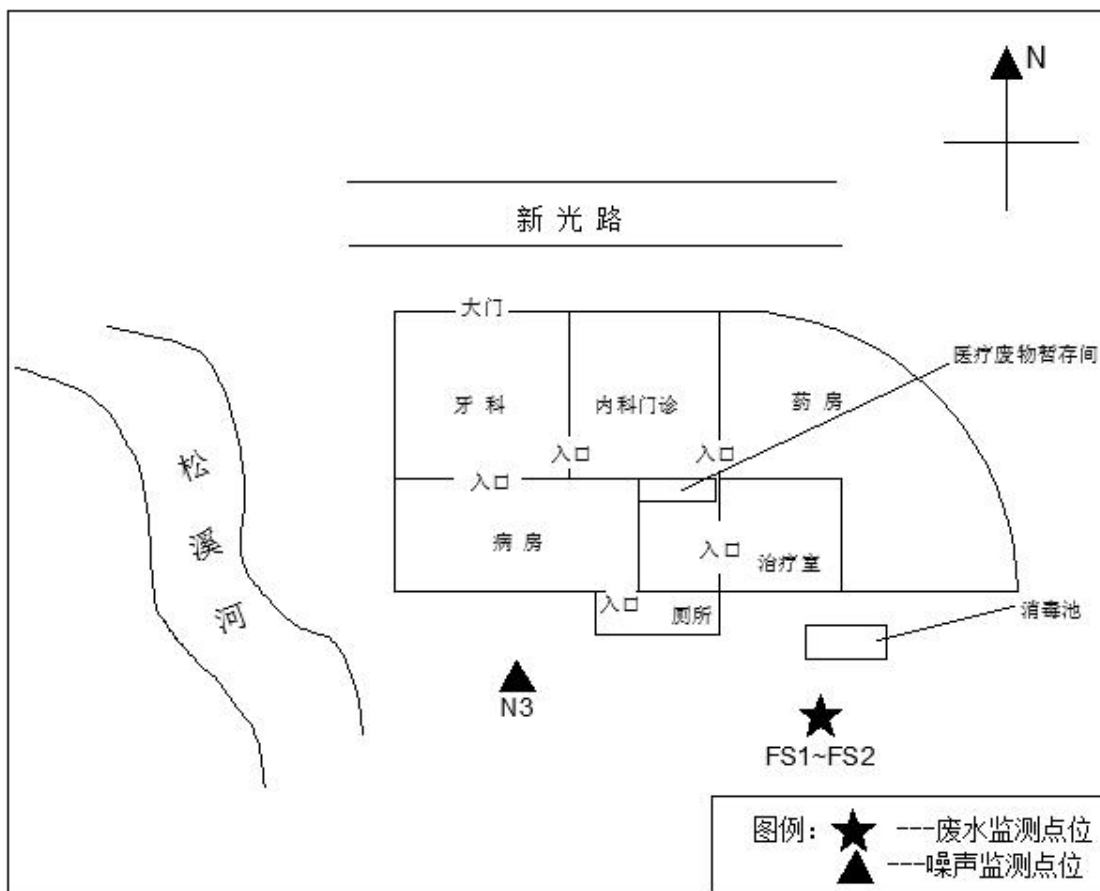 N
新光路
大门
医疗废物暂存间
牙科
内科门诊
药房
入口
入口
入口
松溪河
病房
入口
治疗室
入口
厕所
消毒池
N3
FS1~FS2
图例：
---废水监测点位
---噪声监测点位